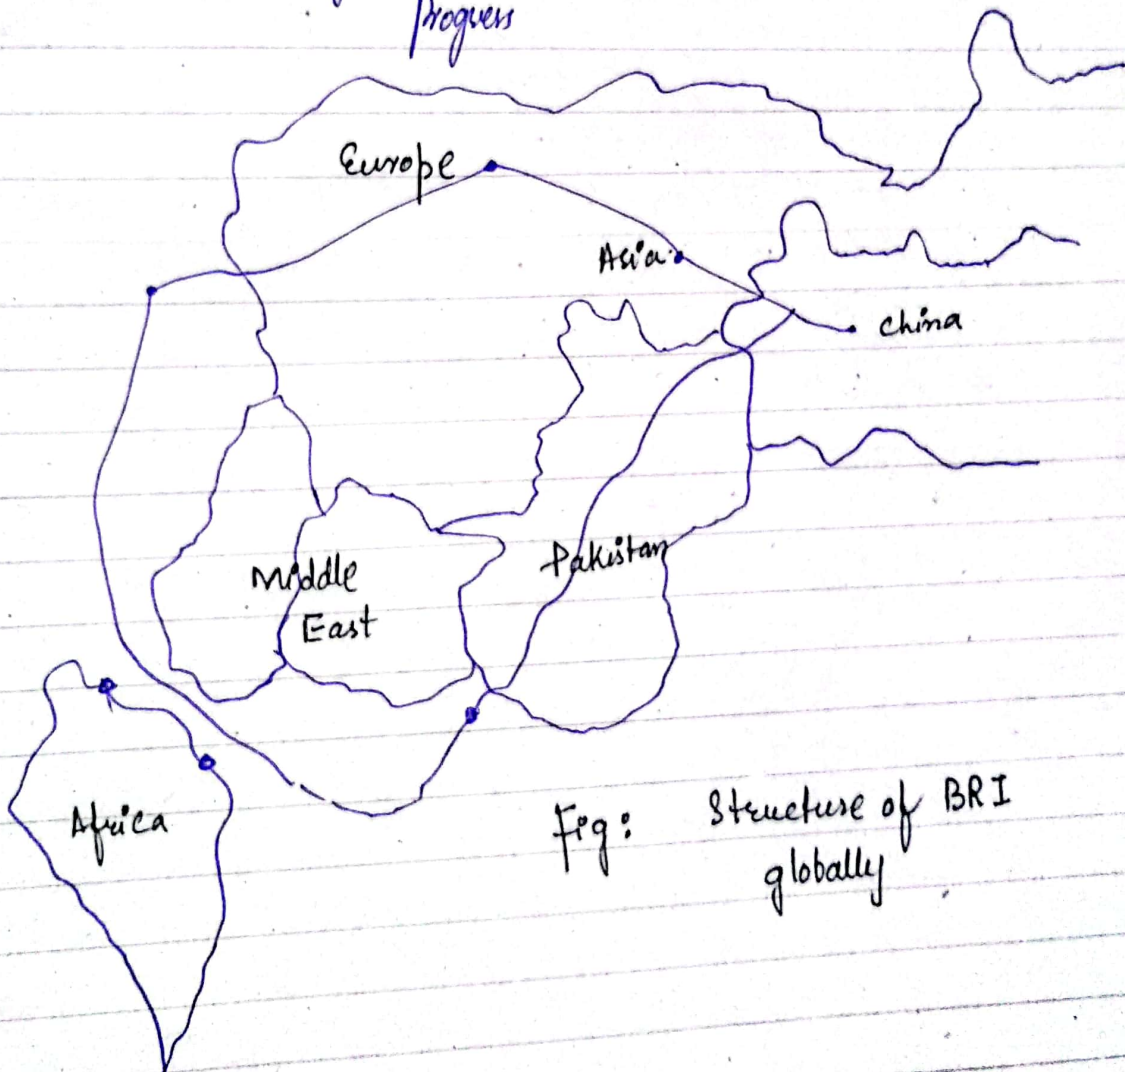 Progress
Europe
Asia
China
Pakistan
Middle
East
Africa
Fig: Structure of BRI
globally